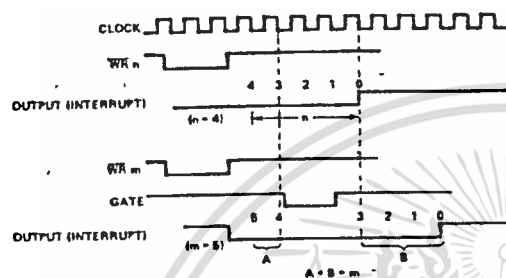 CLOCK
WR n
4 3 2 1 0
OUTPUT (INTERRUPT)
(n = 4)
n
WR m
GATE
5 4 3 2 1 0
OUTPUT (INTERRUPT)
(m = 5)
A B
A + B = m